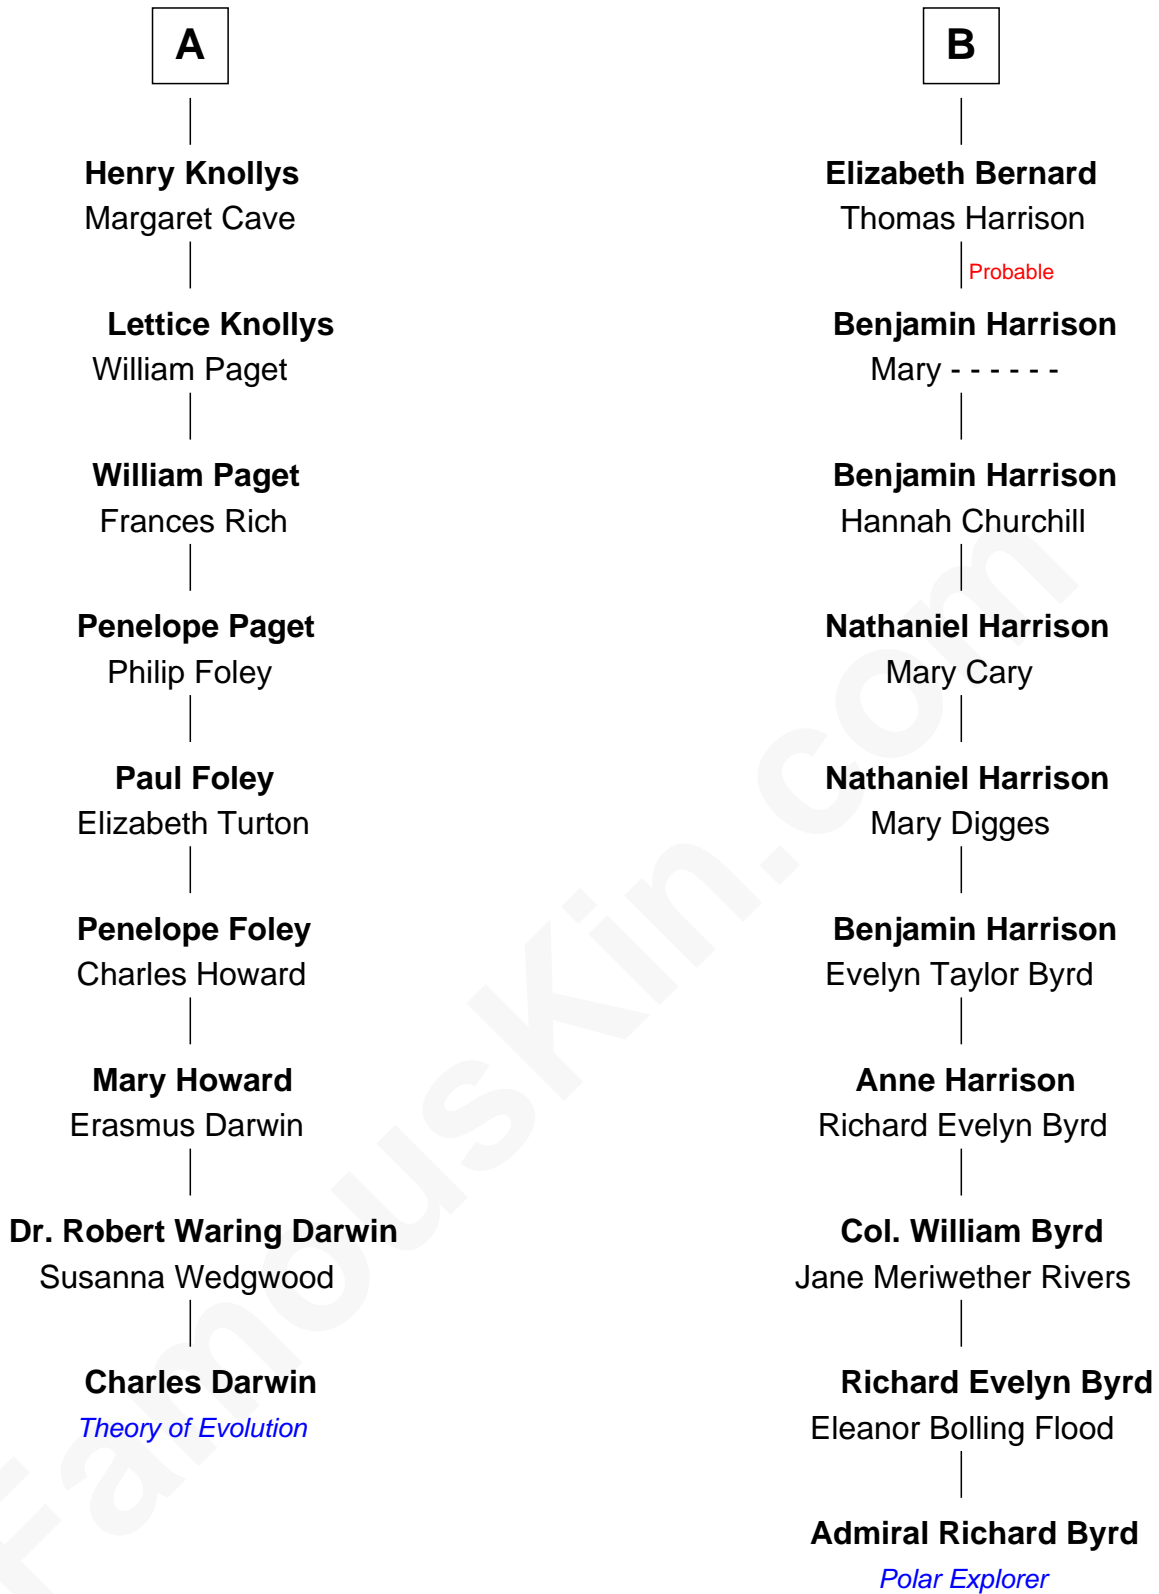 A
Henry Knollys
Margaret Cave
Lettice Knollys
William Paget
William Paget
Frances Rich
Penelope Paget
Philip Foley
Paul Foley
Elizabeth Turton
Penelope Foley
Charles Howard
Mary Howard
Erasmus Darwin
Dr. Robert Waring Darwin
Susanna Wedgwood
Charles Darwin
Theory of Evolution
B
Elizabeth Bernard
Thomas Harrison
Probable
Benjamin Harrison
Mary - - - - - -
Benjamin Harrison
Hannah Churchill
Nathaniel Harrison
Mary Cary
Nathaniel Harrison
Mary Digges
Benjamin Harrison
Evelyn Taylor Byrd
Anne Harrison
Richard Evelyn Byrd
Col. William Byrd
Jane Meriwether Rivers
Richard Evelyn Byrd
Eleanor Bolling Flood
Admiral Richard Byrd
Polar Explorer
FamousKin.com